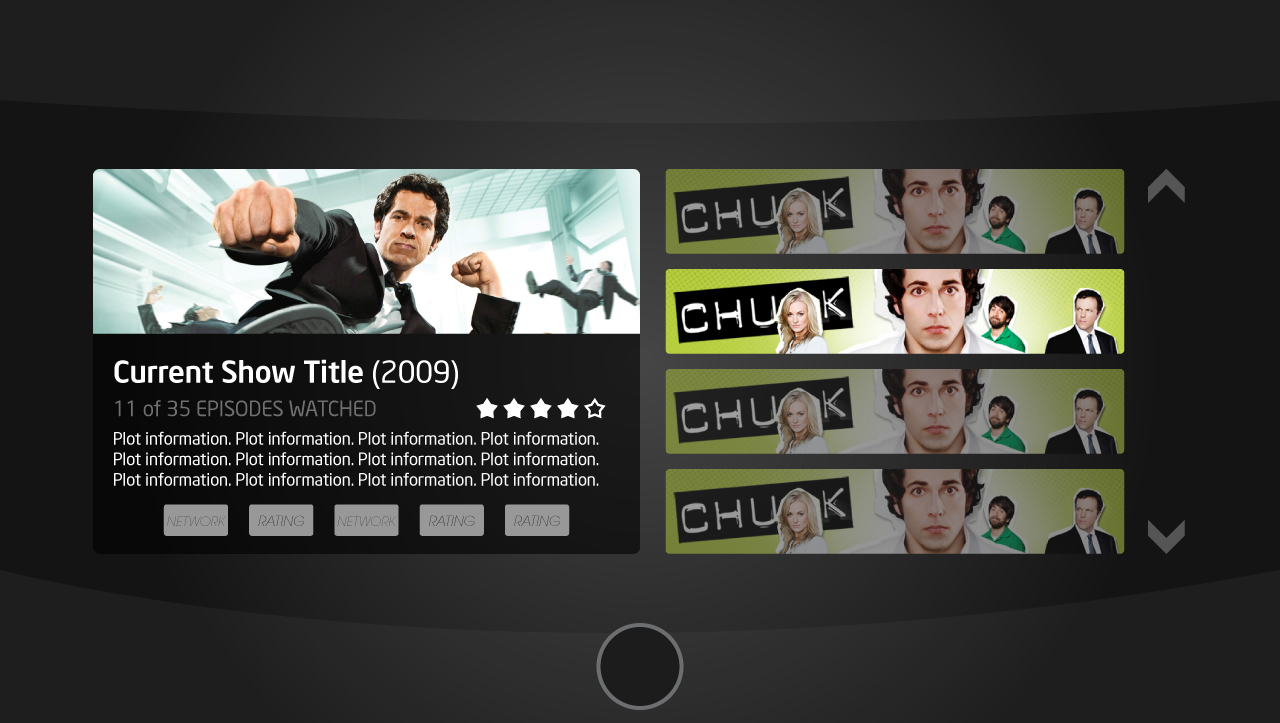 Current Show Title (2009)
11 of 35 EPISODES WATCHED
Plot information. Plot information. Plot information. Plot information.
Plot information. Plot information. Plot information. Plot information.
Plot information. Plot information. Plot information. Plot information.
NETWORK RATING NETWORK RATING RATING
CHUCK
CHUCK
CHUCK
CHUCK